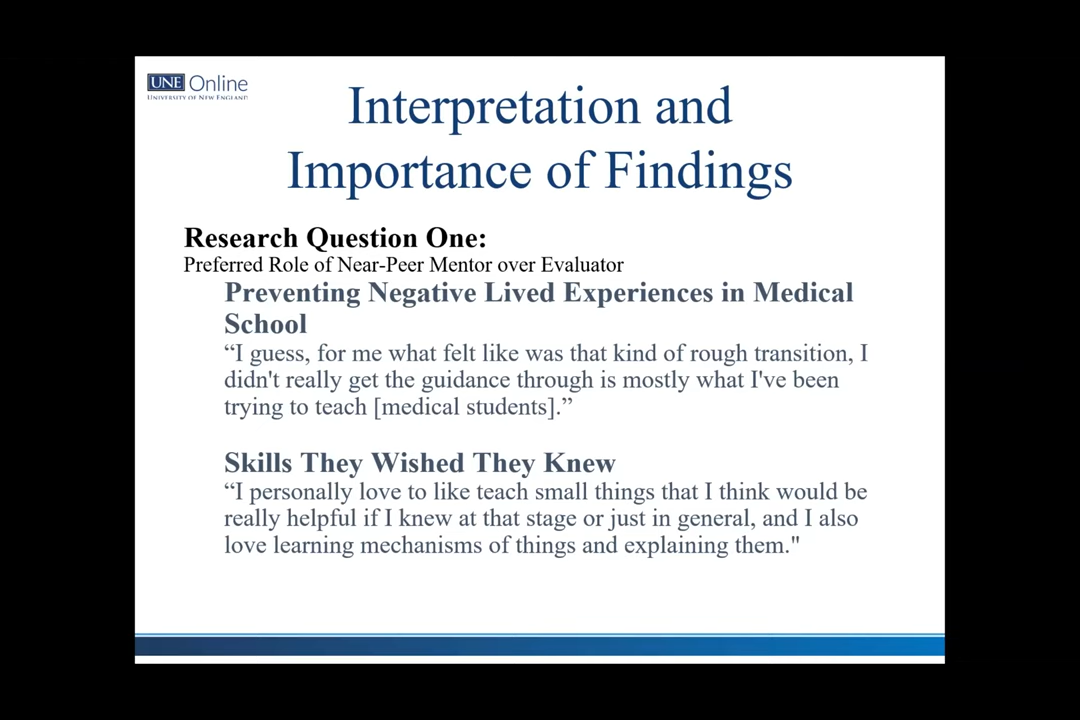 UNE Online
UNIVERSITY OF NEW ENGLAND
Interpretation and
Importance of Findings
Research Question One:
Preferred Role of Near-Peer Mentor over Evaluator
Preventing Negative Lived Experiences in Medical
School
“I guess, for me what felt like was that kind of rough transition, I
didn't really get the guidance through is mostly what I've been
trying to teach [medical students].”
Skills They Wished They Knew
“I personally love to like teach small things that I think would be
really helpful if I knew at that stage or just in general, and I also
love learning mechanisms of things and explaining them."